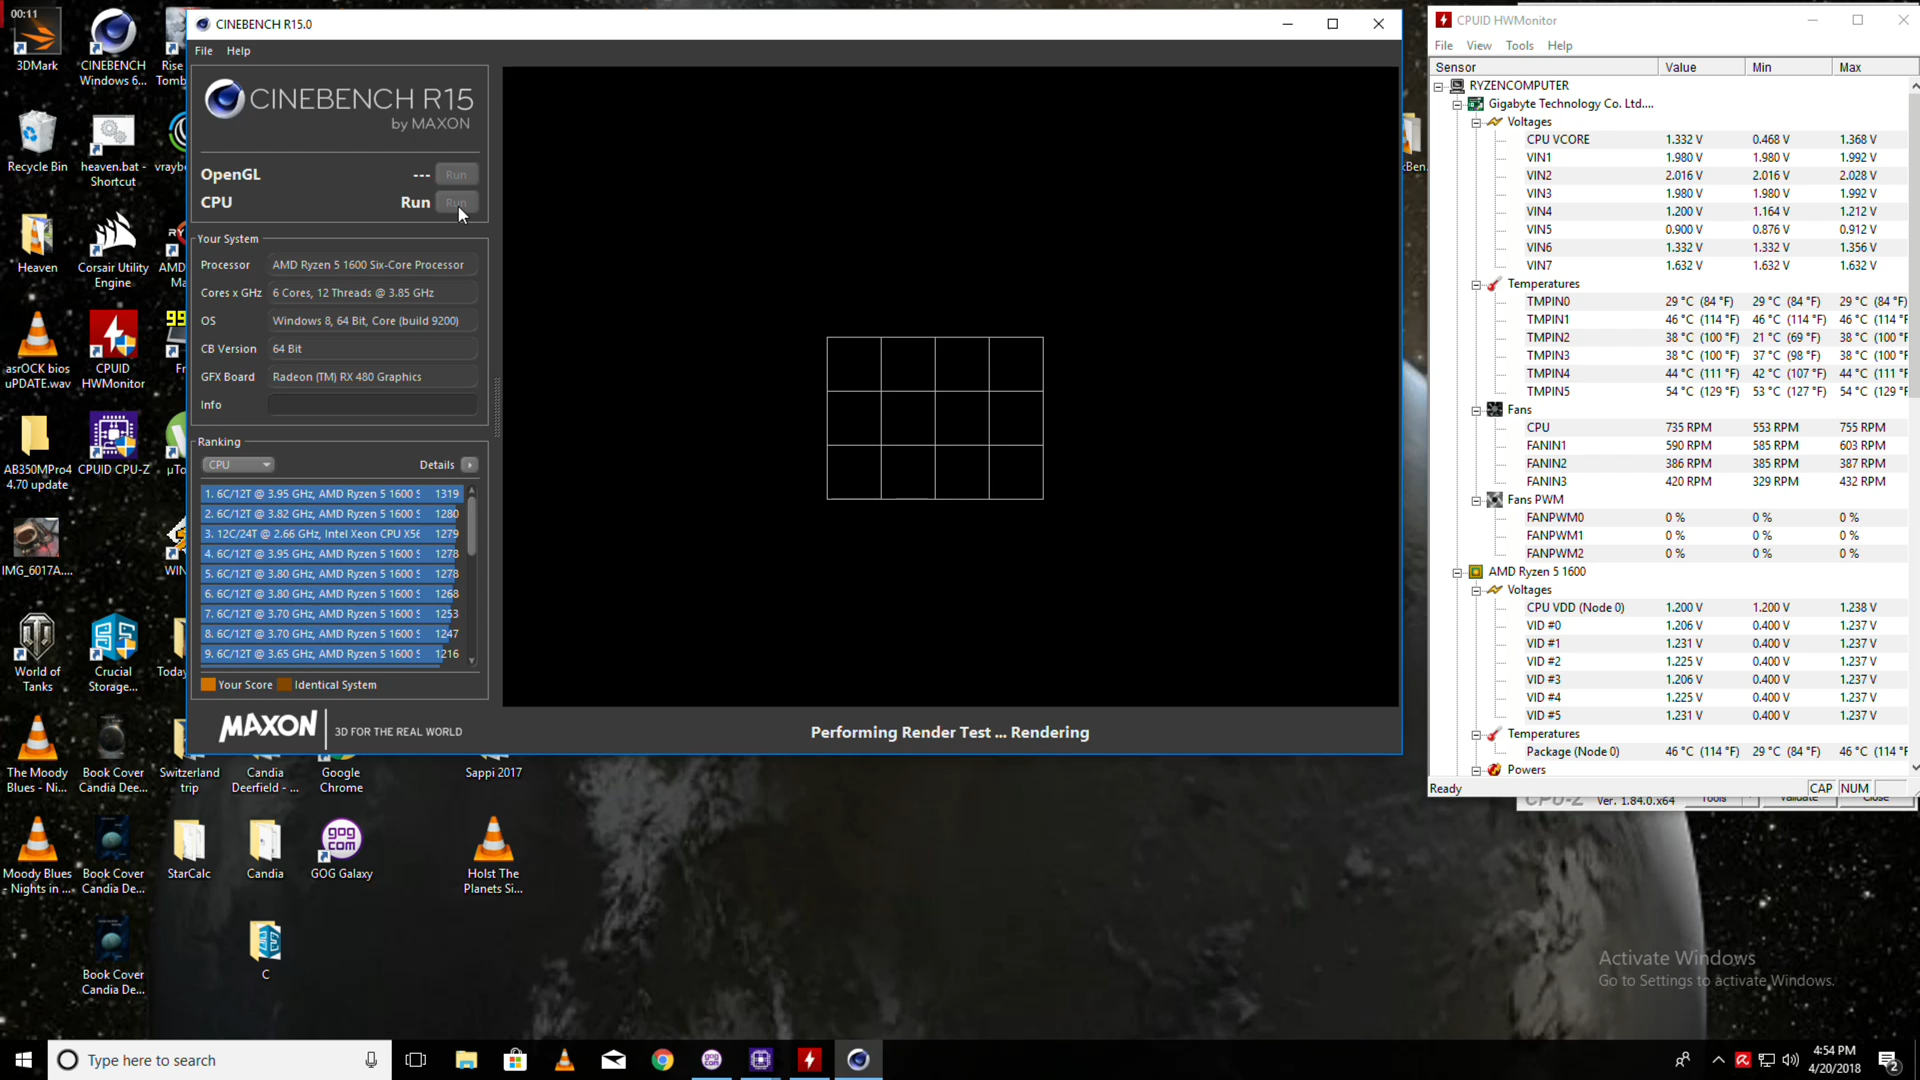 00:11
3DMark
CINEBENCH
Windows 6...
Rise
Tomb
Recycle Bin
heaven.bat -
Shortcut
vraybe
Heaven
Corsair Utility
Engine
AMD
Ma
asrOCK bios
uPDATE.wav
CPUID
HWMonitor
99
Fr
AB350MPro4
4.70 update
CPUID CPU-Z
µTo
IMG_6017A....
WIN
World of
Tanks
Crucial
Storage...
Today
The Moody
Blues - Ni...
Book Cover
Candia Dee...
Switzerland
trip
Candia
Deerfield - ...
Google
Chrome
Sappi 2017
Moody Blues
- Nights in ...
Book Cover
Candia De...
StarCalc
Candia
gog
com
GOG Galaxy
Holst The
Planets Si...
Book Cover
Candia De...
C
CINEBENCH R15.0
File Help
CINEBENCH R15
by MAXON
OpenGL --- Run
CPU Run Run
Your System
Processor AMD Ryzen 5 1600 Six-Core Processor
Cores x GHz 6 Cores, 12 Threads @ 3.85 GHz
OS Windows 8, 64 Bit, Core (build 9200)
CB Version 64 Bit
GFX Board Radeon (TM) RX 480 Graphics
Info
Ranking
CPU Details
1. 6C/12T @ 3.95 GHz, AMD Ryzen 5 1600 S 1319
2. 6C/12T @ 3.82 GHz, AMD Ryzen 5 1600 S 1280
3. 12C/24T @ 2.66 GHz, Intel Xeon CPU X56 1279
4. 6C/12T @ 3.95 GHz, AMD Ryzen 5 1600 S 1278
5. 6C/12T @ 3.80 GHz, AMD Ryzen 5 1600 S 1278
6. 6C/12T @ 3.80 GHz, AMD Ryzen 5 1600 S 1268
7. 6C/12T @ 3.70 GHz, AMD Ryzen 5 1600 S 1253
8. 6C/12T @ 3.70 GHz, AMD Ryzen 5 1600 S 1247
9. 6C/12T @ 3.65 GHz, AMD Ryzen 5 1600 S 1216
Your Score Identical System
MAXON 3D FOR THE REAL WORLD
Performing Render Test ... Rendering
kBen.
CPUID HWMonitor
File View Tools Help
Sensor Value Min Max
RYZENCOMPUTER
Gigabyte Technology Co. Ltd....
Voltages
CPU VCORE 1.332 V 0.468 V 1.368 V
VIN1 1.980 V 1.980 V 1.992 V
VIN2 2.016 V 2.016 V 2.028 V
VIN3 1.980 V 1.980 V 1.992 V
VIN4 1.200 V 1.164 V 1.212 V
VIN5 0.900 V 0.876 V 0.912 V
VIN6 1.332 V 1.332 V 1.356 V
VIN7 1.632 V 1.632 V 1.632 V
Temperatures
TMPIN0 29 °C (84 °F) 29 °C (84 °F) 29 °C (84 °F)
TMPIN1 46 °C (114 °F) 46 °C (114 °F) 46 °C (114 °F
TMPIN2 38 °C (100 °F) 21 °C (69 °F) 38 °C (100 °F
TMPIN3 38 °C (100 °F) 37 °C (98 °F) 38 °C (100 °F
TMPIN4 44 °C (111 °F) 42 °C (107 °F) 44 °C (111 °F
TMPIN5 54 °C (129 °F) 53 °C (127 °F) 54 °C (129 °F
Fans
CPU 735 RPM 553 RPM 755 RPM
FANIN1 590 RPM 585 RPM 603 RPM
FANIN2 386 RPM 385 RPM 387 RPM
FANIN3 420 RPM 329 RPM 432 RPM
Fans PWM
FANPWM0 0 % 0 % 0 %
FANPWM1 0 % 0 % 0 %
FANPWM2 0 % 0 % 0 %
AMD Ryzen 5 1600
Voltages
CPU VDD (Node 0) 1.200 V 1.200 V 1.238 V
VID #0 1.206 V 0.400 V 1.237 V
VID #1 1.231 V 0.400 V 1.237 V
VID #2 1.225 V 0.400 V 1.237 V
VID #3 1.206 V 0.400 V 1.237 V
VID #4 1.225 V 0.400 V 1.237 V
VID #5 1.231 V 0.400 V 1.237 V
Temperatures
Package (Node 0) 46 °C (114 °F) 29 °C (84 °F) 46 °C (114 °F
Powers
Ready CAP NUM
CPU-Z Ver. 1.84.0.x64 Tools Validate Close
Activate Windows
Go to Settings to activate Windows.
Type here to search
4:54 PM
4/20/2018
2